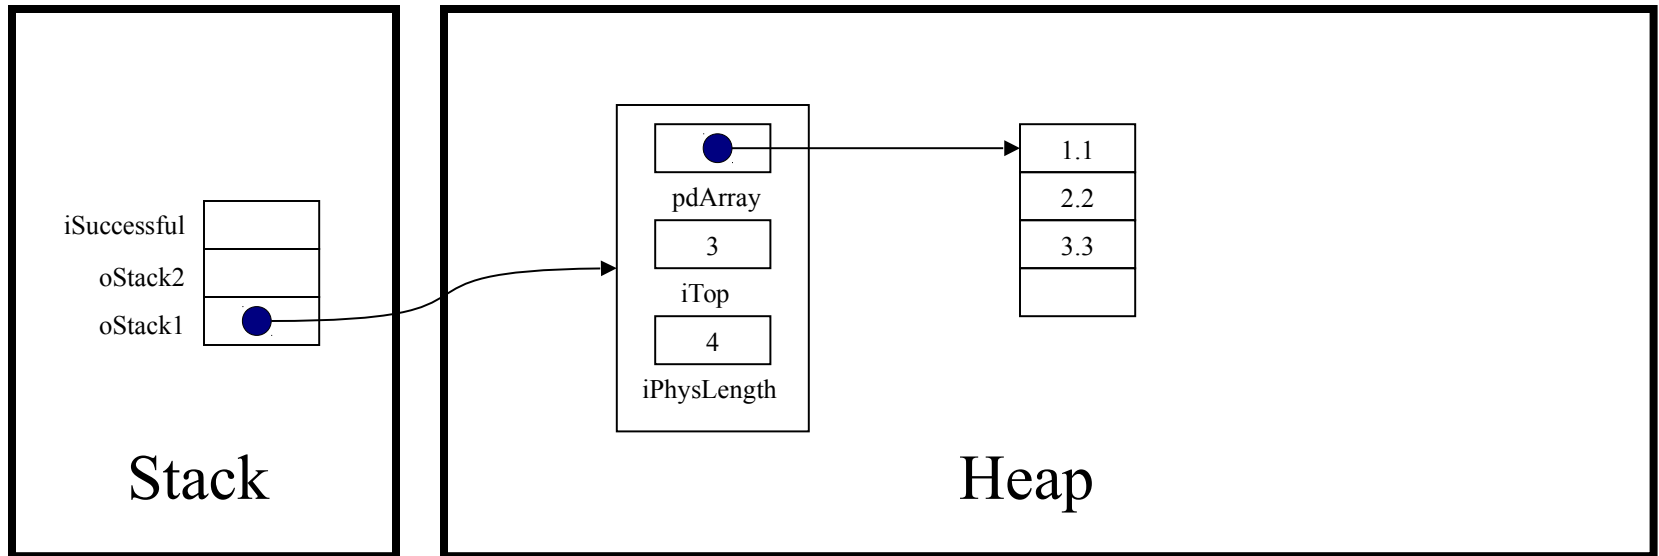 iSuccessful
oStack2
oStack1
Stack
pdArray
3
iTop
4
iPhysLength
1.1
2.2
3.3
Heap